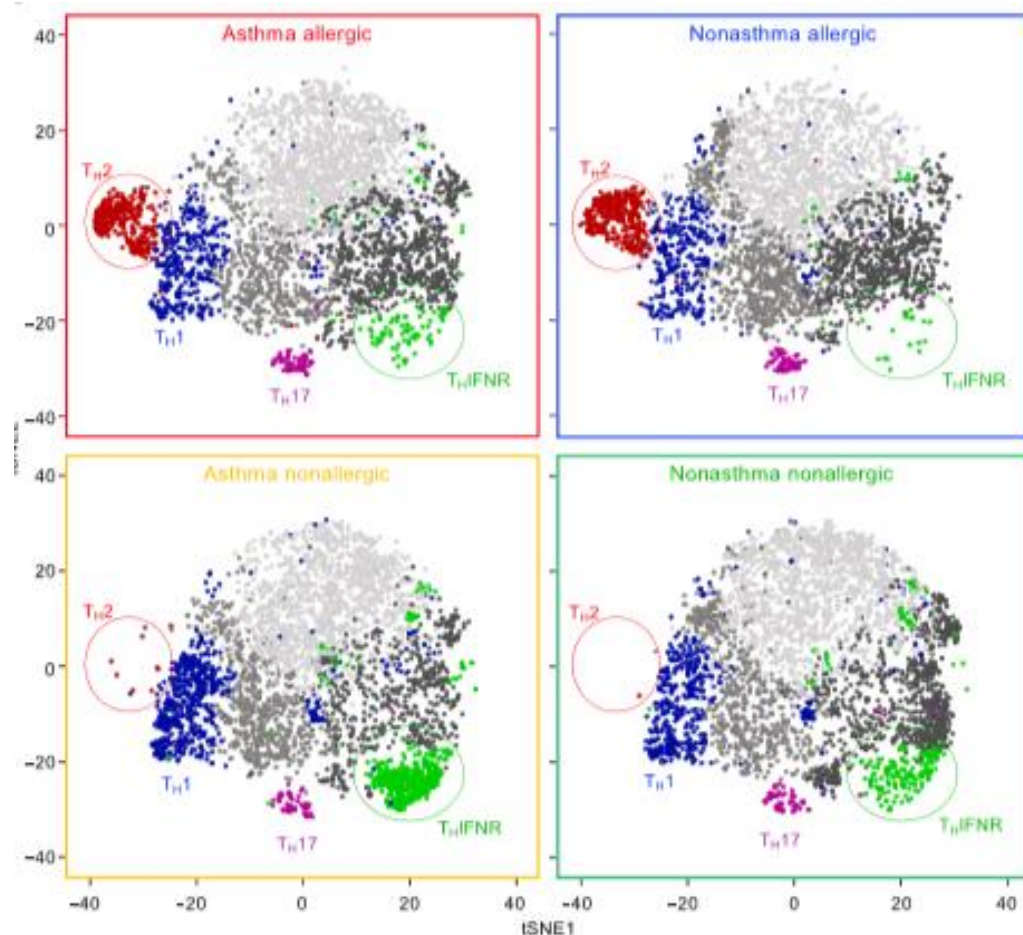 Asthma allergic
Nonasthma allergic
40
20
0
−20
−40
TH2
TH1
TH17
THIFNR
TH2
TH1
TH17
THIFNR
Asthma nonallergic
Nonasthma nonallergic
40
20
0
−20
−40
TH2
TH1
TH17
THIFNR
TH2
TH1
TH17
THIFNR
−40 −20 0 20 40 −40 −20 0 20 40
tSNE1